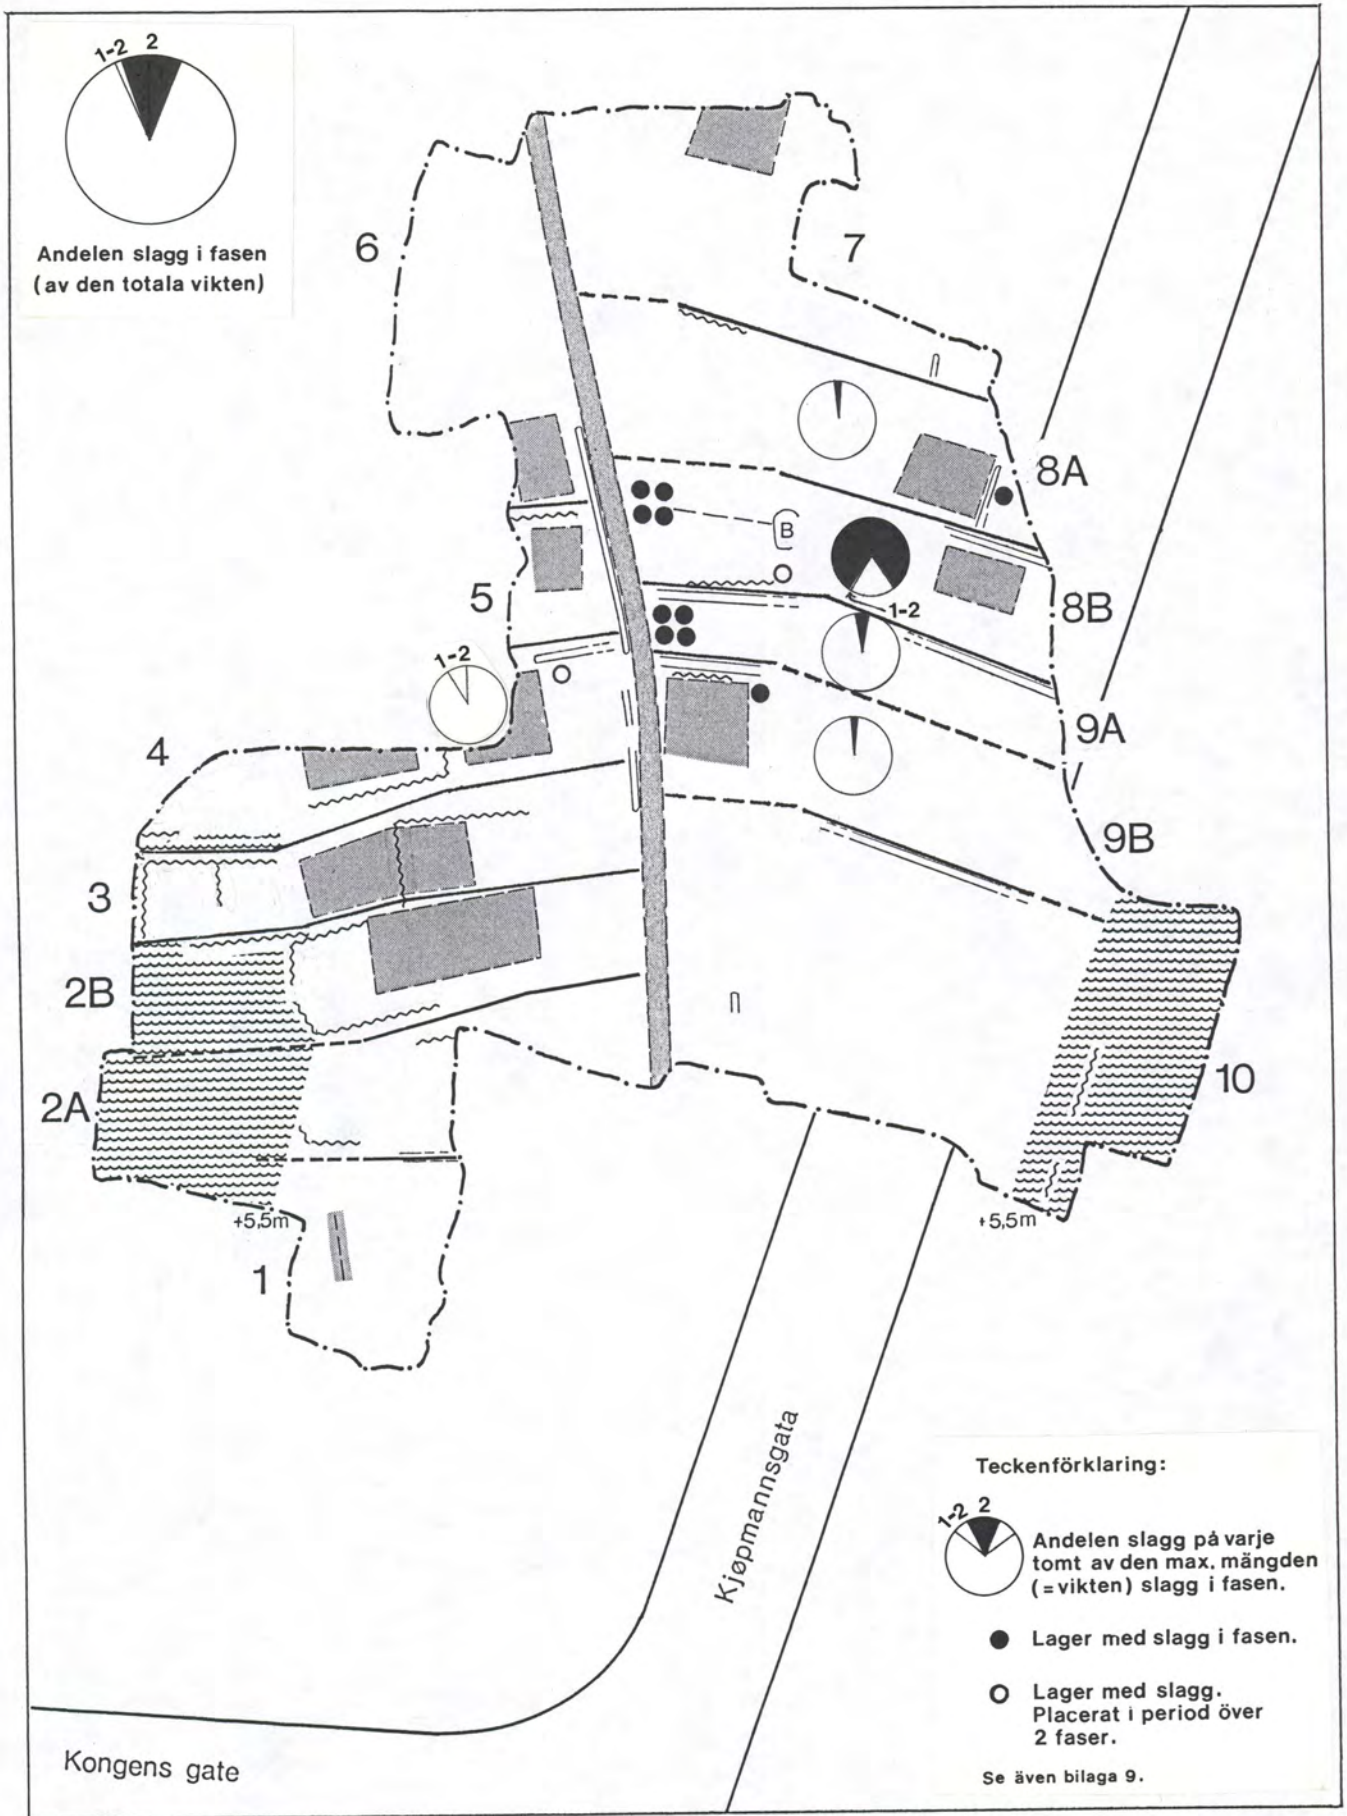 1-2 2
Andelen slagg i fasen
(av den totala vikten)
6
7
8A
B
5
1-2
8B
1-2
9A
4
9B
3
2B
10
2A
+5,5m
+5,5m
1
Kjøpmannsgata
Teckenförklaring:
1-2 2
Andelen slagg på varje
tomt av den max. mängden
(=vikten) slagg i fasen.
Lager med slagg i fasen.
Lager med slagg.
Placerat i period över
2 faser.
Se även bilaga 9.
Kongens gate